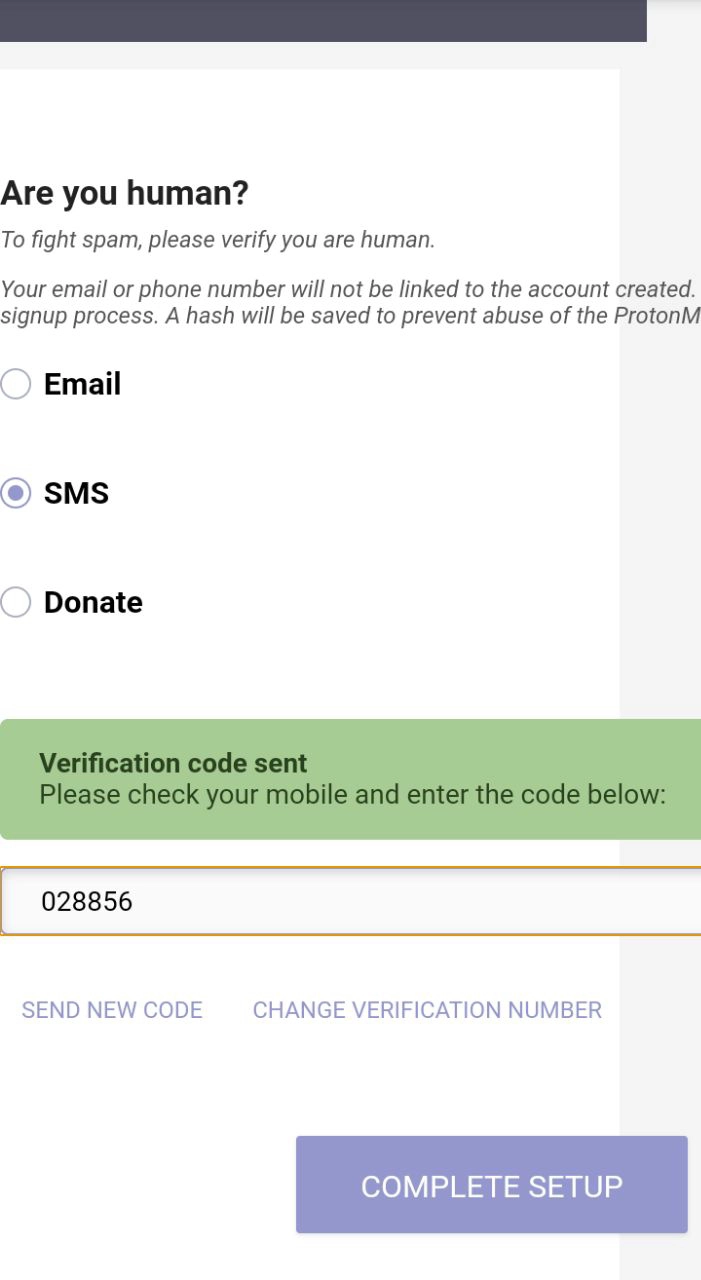 Are you human?
To fight spam, please verify you are human.
Your email or phone number will not be linked to the account created.
signup process. A hash will be saved to prevent abuse of the ProtonM
Email
SMS
Donate
Verification code sent
Please check your mobile and enter the code below:
028856
SEND NEW CODE CHANGE VERIFICATION NUMBER
COMPLETE SETUP